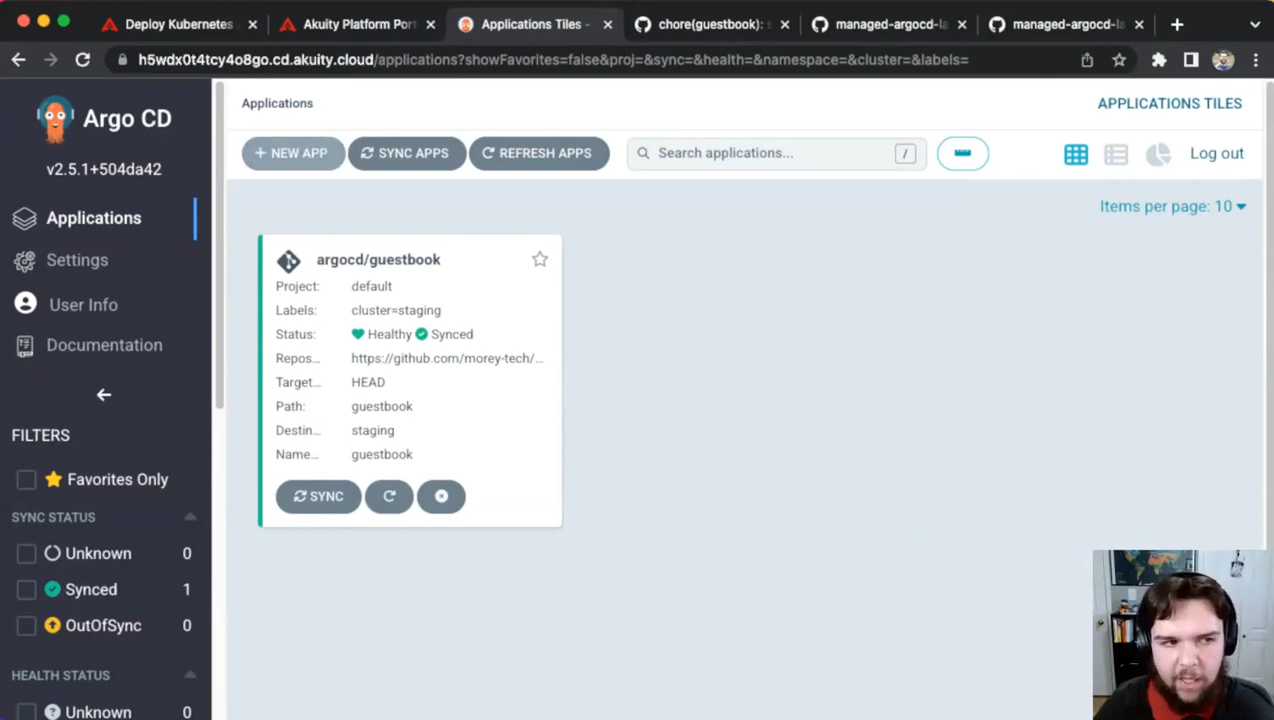 Deploy Kubernetes
Akuity Platform Port
Applications Tiles -
chore(guestbook): s
managed-argocd-la
managed-argocd-la
h5wdx0t4tcy4o8go.cd.akuity.cloud/applications?showFavorites=false&proj=&sync=&health=&namespace=&cluster=&labels=
Argo CD
v2.5.1+504da42
Applications
Settings
User Info
Documentation
FILTERS
Favorites Only
SYNC STATUS
Unknown 0
Synced 1
OutOfSync 0
HEALTH STATUS
Unknown 0
Applications
APPLICATIONS TILES
+ NEW APP
SYNC APPS
REFRESH APPS
Search applications...
/
Log out
Items per page: 10
argocd/guestbook
Project: default
Labels: cluster=staging
Status: Healthy Synced
Repos... https://github.com/morey-tech/...
Target... HEAD
Path: guestbook
Destin... staging
Name... guestbook
SYNC